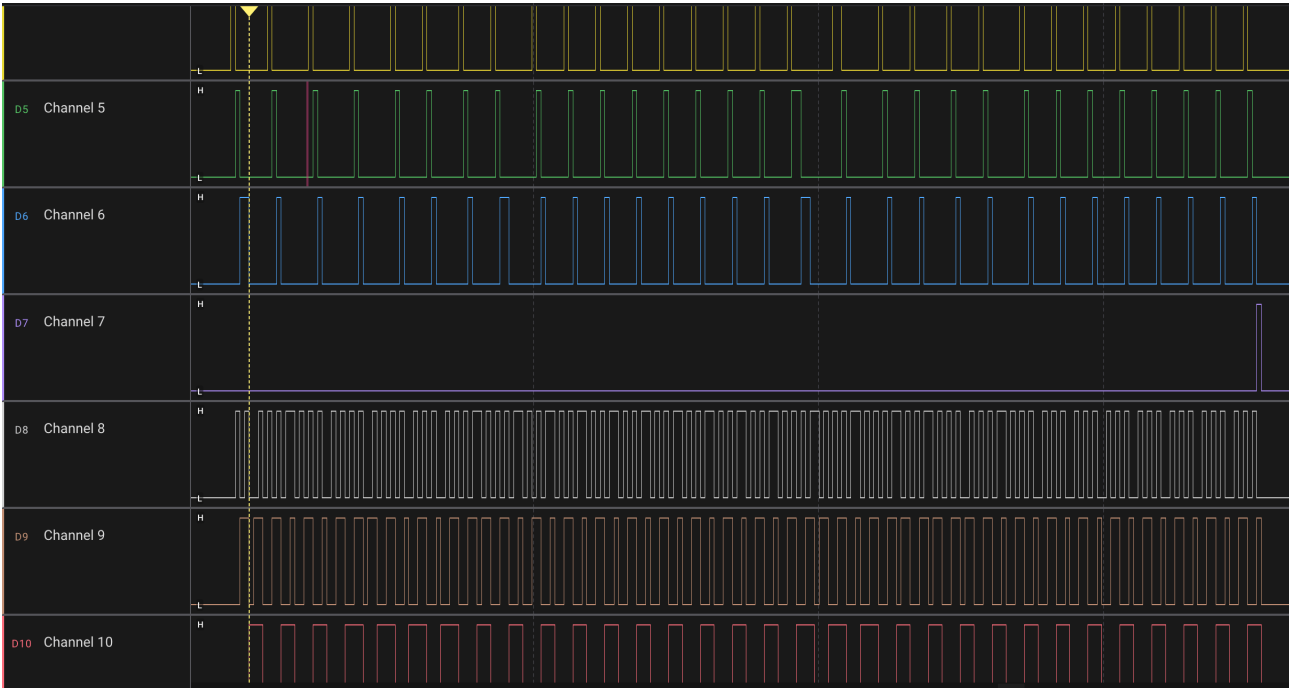 L
H
D5 Channel 5
L
H
D6 Channel 6
L
H
D7 Channel 7
L
H
D8 Channel 8
L
H
D9 Channel 9
L
H
D10 Channel 10